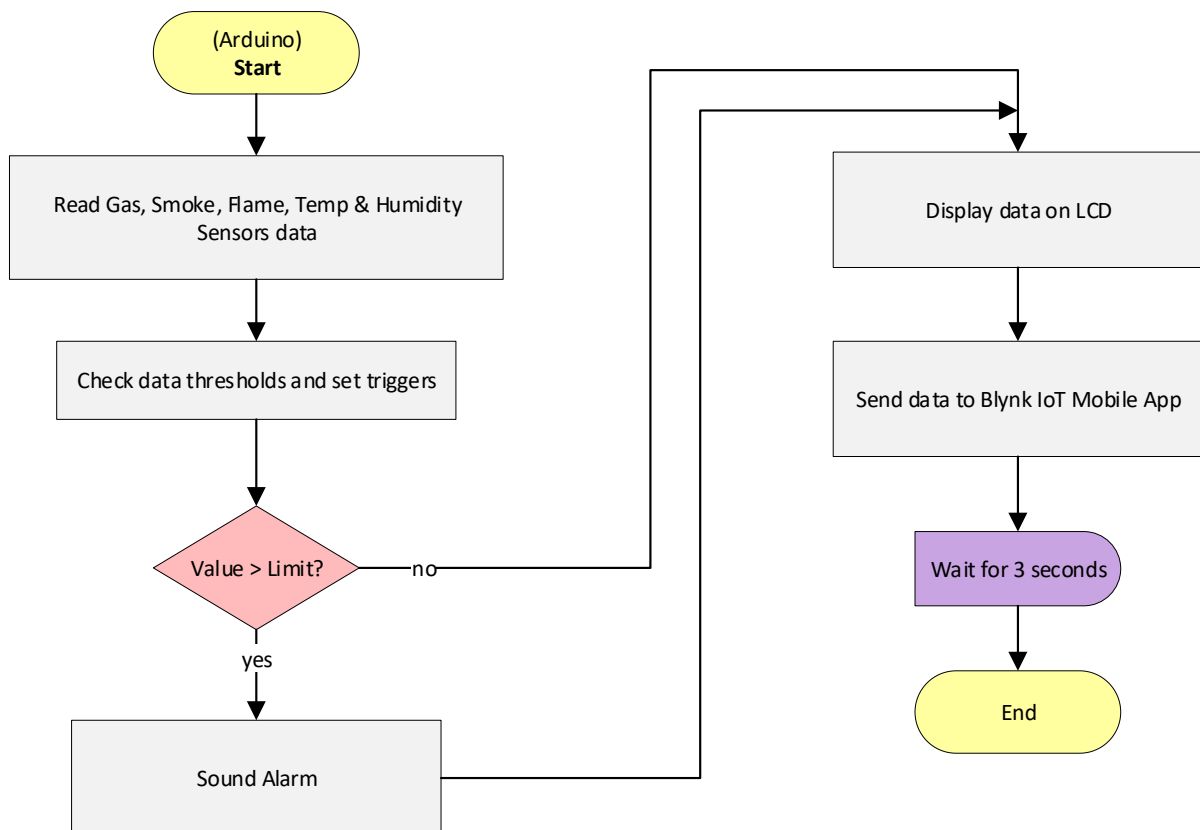 (Arduino)
Start
Read Gas, Smoke, Flame, Temp & Humidity
Sensors data
Check data thresholds and set triggers
Value > Limit?
no
yes
Sound Alarm
Display data on LCD
Send data to Blynk IoT Mobile App
Wait for 3 seconds
End